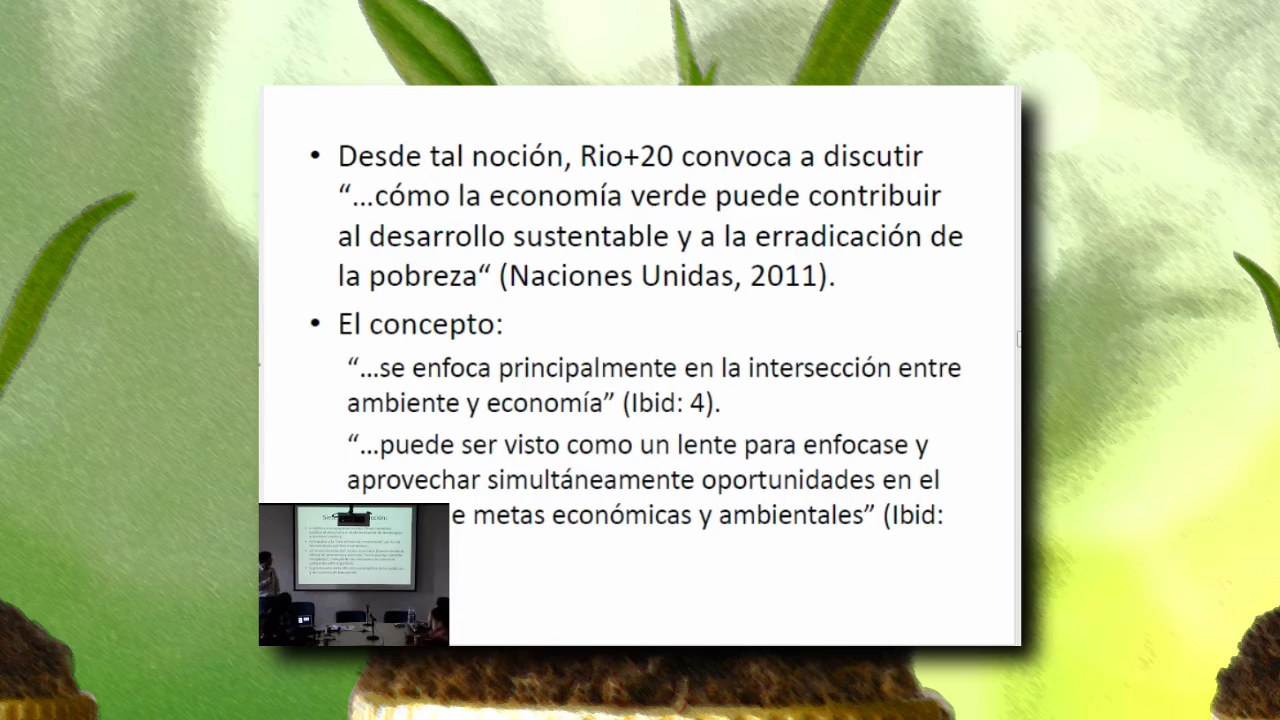 • Desde tal noción, Rio+20 convoca a discutir
“...cómo la economía verde puede contribuir
al desarrollo sustentable y a la erradicación de
la pobreza“ (Naciones Unidas, 2011).
• El concepto:
“...se enfoca principalmente en la intersección entre
ambiente y economía” (Ibid: 4).
“...puede ser visto como un lente para enfocase y
aprovechar simultáneamente oportunidades en el
e metas económicas y ambientales” (Ibid: